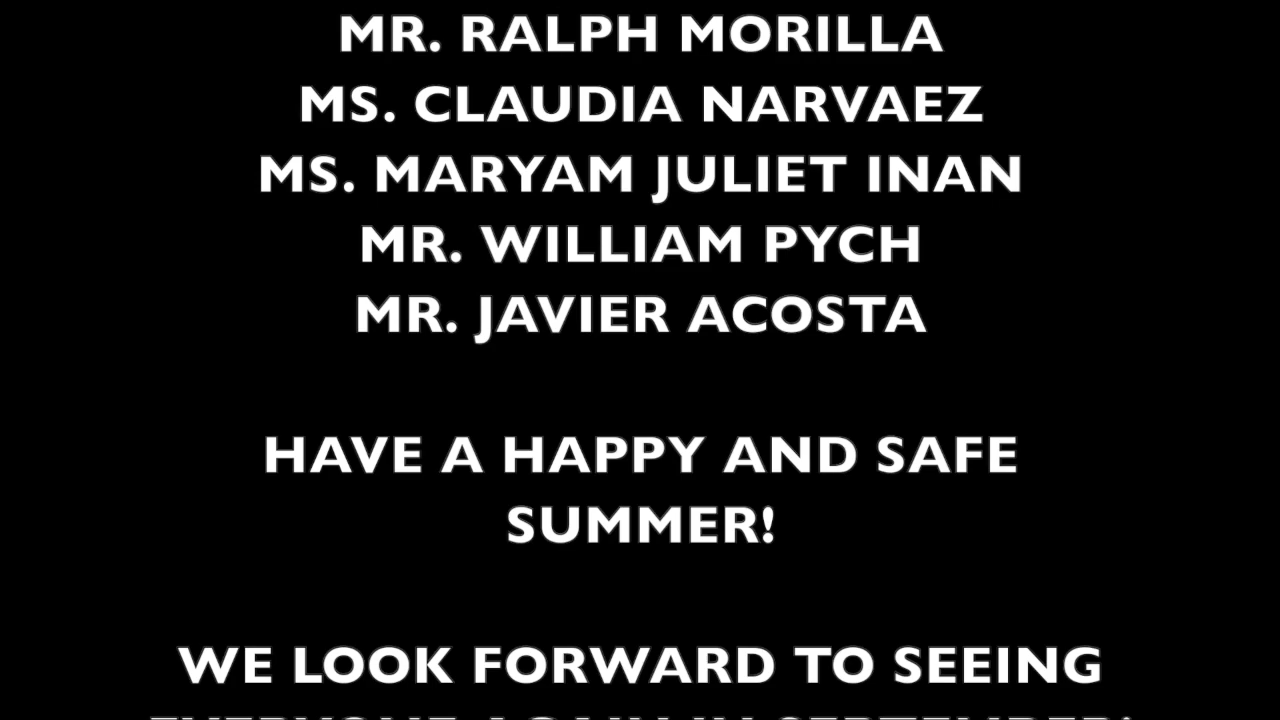 MR. RALPH MORILLA
MS. CLAUDIA NARVAEZ
MS. MARYAM JULIET INAN
MR. WILLIAM PYCH
MR. JAVIER ACOSTA
HAVE A HAPPY AND SAFE
SUMMER!
WE LOOK FORWARD TO SEEING